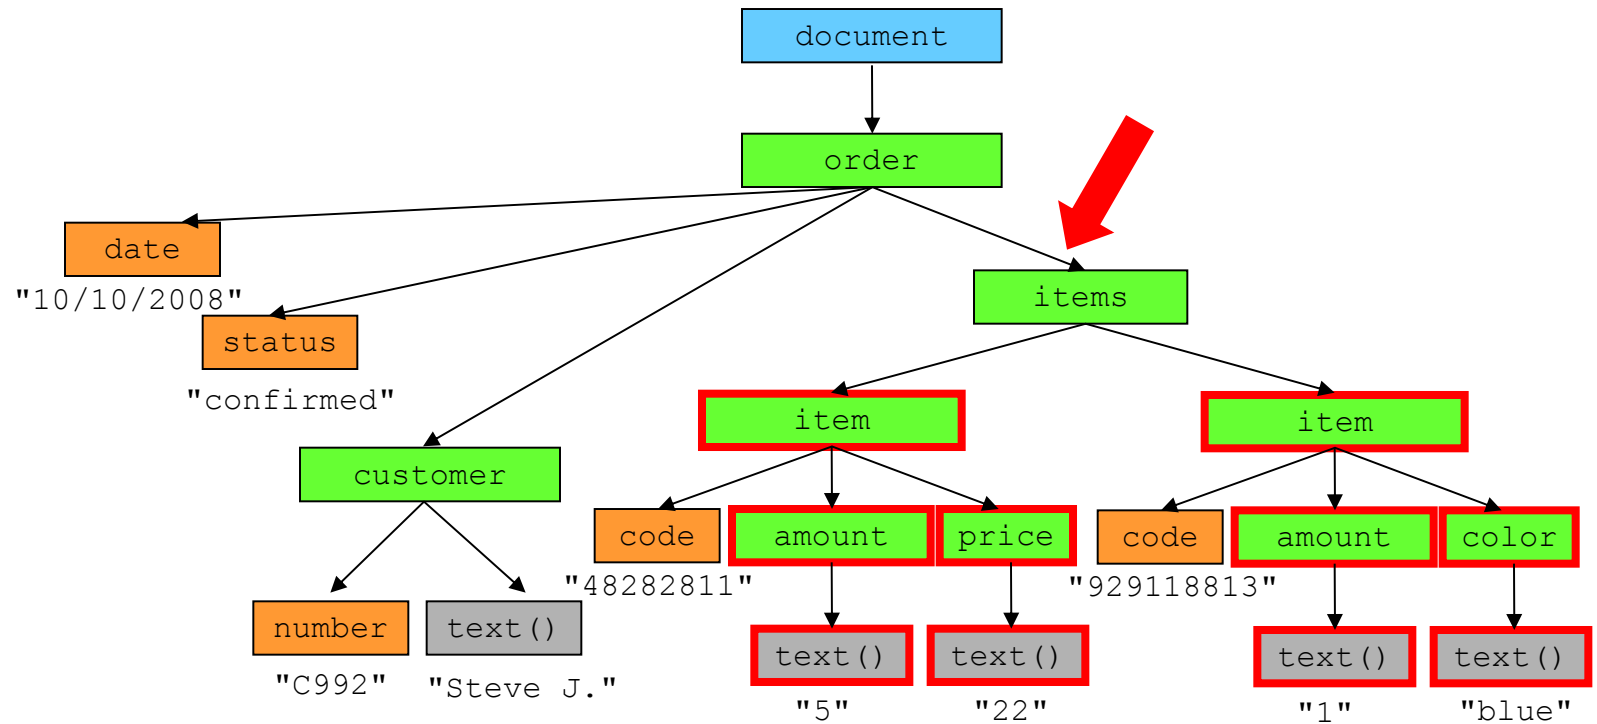 document
order
date
"10/10/2008"
items
status
"confirmed"
item
item
customer
code
amount
price
code
amount
color
"48282811"
"929118813"
number
text()
text()
text()
text()
text()
"C992"
"Steve J."
"5"
"22"
"1"
"blue"